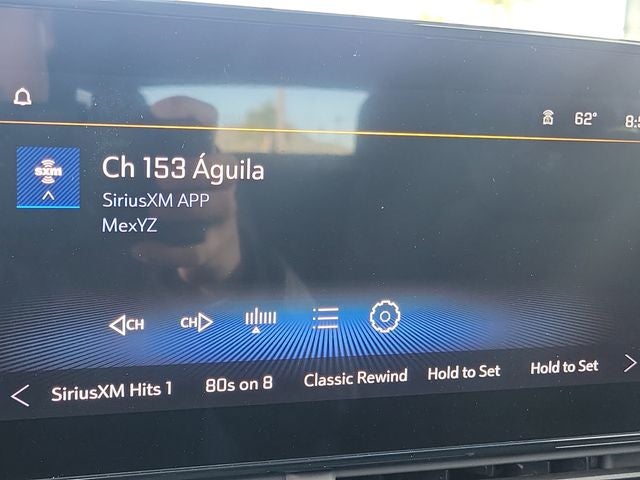 62°
sxm
Ch 153 Águila
SiriusXM APP
MexYZ
CH CH
SiriusXM Hits 1 80s on 8 Classic Rewind Hold to Set Hold to Set